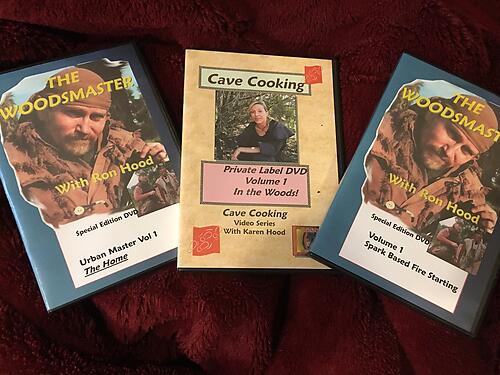 THE
WOODSMASTER
With Ron Hood
Special Edition DVD
Urban Master Vol 1
The Home
Cave Cooking
Private Label DVD
Volume 1
In the Woods!
Cave Cooking
Video Series
With Karen Hood
THE
WOODSMAST
With Ron Hood
Special Edition DVD
Volume 1
Spark Based Fire Starting